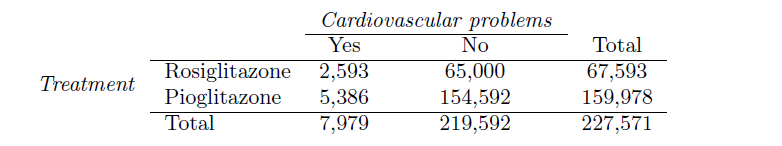 Cardiovascular problems
Yes No Total
Treatment
Rosiglitazone 2,593 65,000 67,593
Pioglitazone 5,386 154,592 159,978
Total 7,979 219,592 227,571